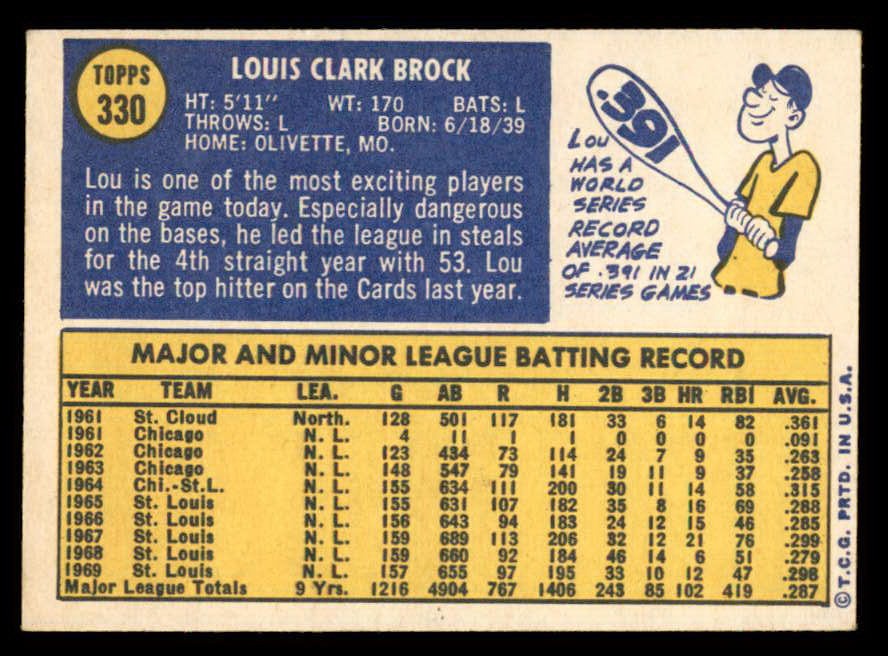 TOPPS
330
LOUIS CLARK BROCK
HT: 5'11" WT: 170 BATS: L
THROWS: L BORN: 6/18/39
HOME: OLIVETTE, MO.
Lou is one of the most exciting players
in the game today. Especially dangerous
on the bases, he led the league in steals
for the 4th straight year with 53. Lou
was the top hitter on the Cards last year.
.391
LOU
HAS A
WORLD
SERIES
RECORD
AVERAGE
OF .391 IN 21
SERIES GAMES
MAJOR AND MINOR LEAGUE BATTING RECORD
YEAR TEAM LEA. G AB R H 2B 3B HR RBI AVG.
1961 St. Cloud North. 128 501 117 181 33 6 14 82 .361
1961 Chicago N. L. 4 11 1 1 0 0 0 0 .091
1962 Chicago N. L. 123 434 73 114 24 7 9 35 .263
1963 Chicago N. L. 148 547 79 141 19 11 9 37 .258
1964 Chi.-St.L. N. L. 155 634 111 200 30 11 14 58 .315
1965 St. Louis N. L. 155 631 107 182 35 8 16 69 .288
1966 St. Louis N. L. 156 643 94 183 24 12 15 46 .285
1967 St. Louis N. L. 159 689 113 206 32 12 21 76 .299
1968 St. Louis N. L. 159 660 92 184 46 14 6 51 .279
1969 St. Louis N. L. 157 655 97 195 33 10 12 47 .298
Major League Totals 9 Yrs. 1216 4904 767 1406 243 85 102 419 .287
© T.C.G. PRTD. IN U.S.A.